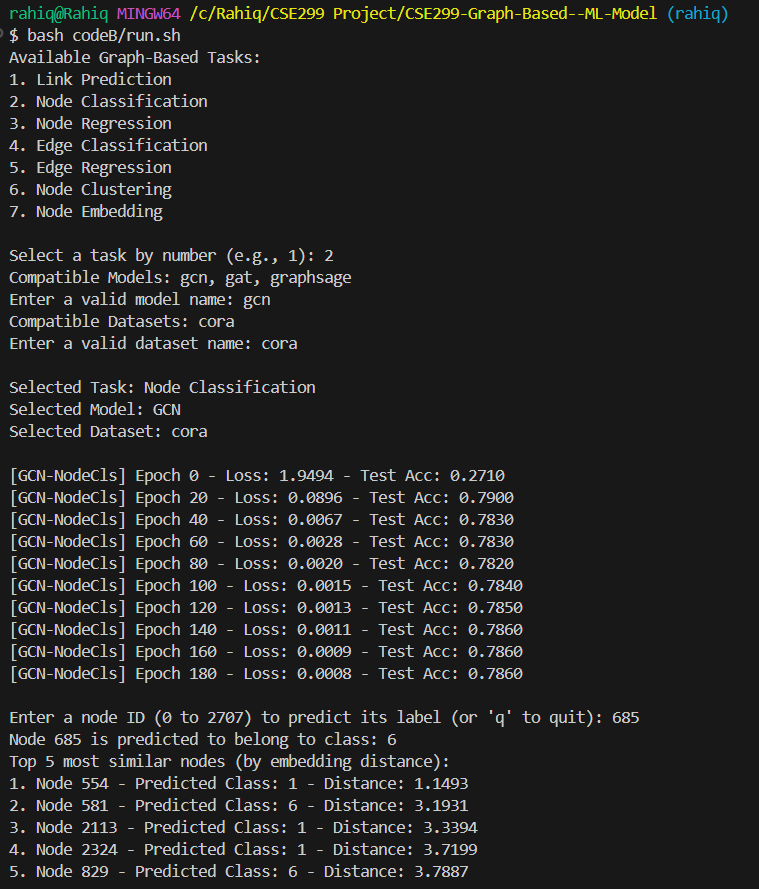 rahiq@Rahiq MINGW64 /c/Rahiq/CSE299 Project/CSE299-Graph-Based--ML-Model (rahiq)
$ bash codeB/run.sh
Available Graph-Based Tasks:
1. Link Prediction
2. Node Classification
3. Node Regression
4. Edge Classification
5. Edge Regression
6. Node Clustering
7. Node Embedding
Select a task by number (e.g., 1): 2
Compatible Models: gcn, gat, graphsage
Enter a valid model name: gcn
Compatible Datasets: cora
Enter a valid dataset name: cora
Selected Task: Node Classification
Selected Model: GCN
Selected Dataset: cora
[GCN-NodeCls] Epoch 0 - Loss: 1.9494 - Test Acc: 0.2710
[GCN-NodeCls] Epoch 20 - Loss: 0.0896 - Test Acc: 0.7900
[GCN-NodeCls] Epoch 40 - Loss: 0.0067 - Test Acc: 0.7830
[GCN-NodeCls] Epoch 60 - Loss: 0.0028 - Test Acc: 0.7830
[GCN-NodeCls] Epoch 80 - Loss: 0.0020 - Test Acc: 0.7820
[GCN-NodeCls] Epoch 100 - Loss: 0.0015 - Test Acc: 0.7840
[GCN-NodeCls] Epoch 120 - Loss: 0.0013 - Test Acc: 0.7850
[GCN-NodeCls] Epoch 140 - Loss: 0.0011 - Test Acc: 0.7860
[GCN-NodeCls] Epoch 160 - Loss: 0.0009 - Test Acc: 0.7860
[GCN-NodeCls] Epoch 180 - Loss: 0.0008 - Test Acc: 0.7860
Enter a node ID (0 to 2707) to predict its label (or 'q' to quit): 685
Node 685 is predicted to belong to class: 6
Top 5 most similar nodes (by embedding distance):
1. Node 554 - Predicted Class: 1 - Distance: 1.1493
2. Node 581 - Predicted Class: 6 - Distance: 3.1931
3. Node 2113 - Predicted Class: 1 - Distance: 3.3394
4. Node 2324 - Predicted Class: 1 - Distance: 3.7199
5. Node 829 - Predicted Class: 6 - Distance: 3.7887